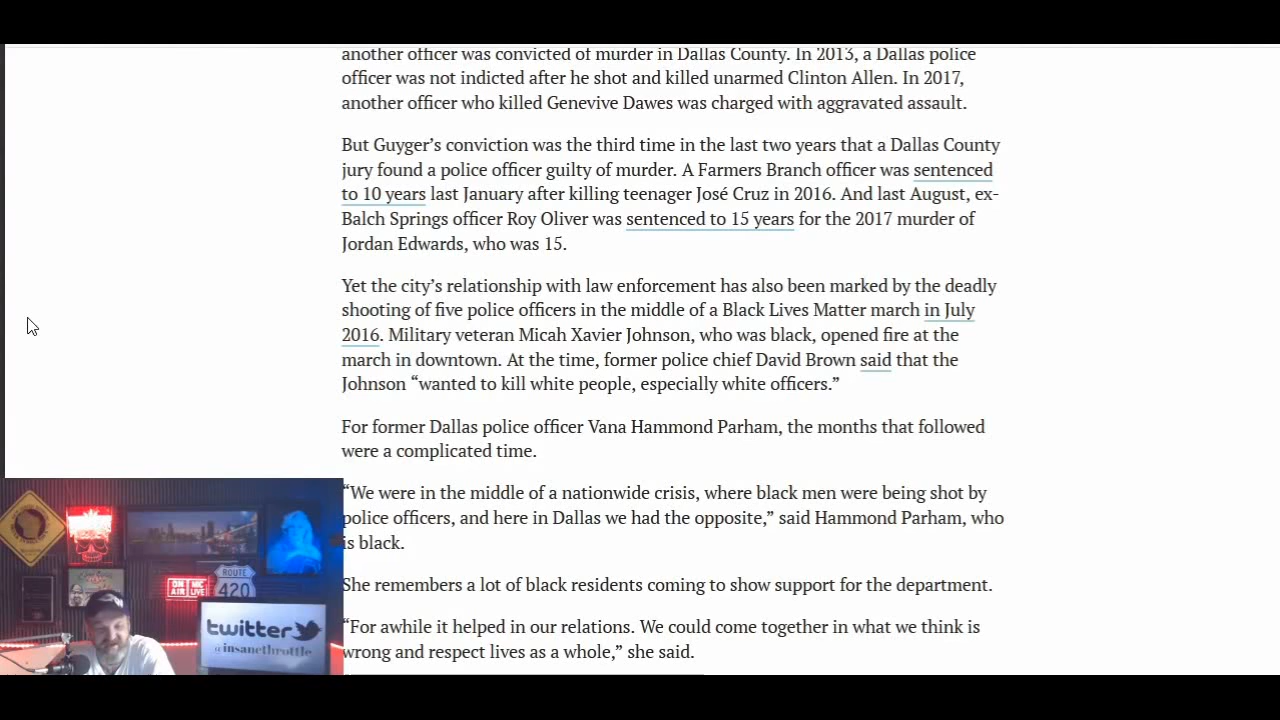 another officer was convicted of murder in Dallas County. In 2013, a Dallas police
officer was not indicted after he shot and killed unarmed Clinton Allen. In 2017,
another officer who killed Genevive Dawes was charged with aggravated assault.
But Guyger’s conviction was the third time in the last two years that a Dallas County
jury found a police officer guilty of murder. A Farmers Branch officer was sentenced
to 10 years last January after killing teenager José Cruz in 2016. And last August, ex-
Balch Springs officer Roy Oliver was sentenced to 15 years for the 2017 murder of
Jordan Edwards, who was 15.
Yet the city’s relationship with law enforcement has also been marked by the deadly
shooting of five police officers in the middle of a Black Lives Matter march in July
2016. Military veteran Micah Xavier Johnson, who was black, opened fire at the
march in downtown. At the time, former police chief David Brown said that the
Johnson “wanted to kill white people, especially white officers.”
For former Dallas police officer Vana Hammond Parham, the months that followed
were a complicated time.
“We were in the middle of a nationwide crisis, where black men were being shot by
police officers, and here in Dallas we had the opposite,” said Hammond Parham, who
is black.
She remembers a lot of black residents coming to show support for the department.
“For awhile it helped in our relations. We could come together in what we think is
wrong and respect lives as a whole,” she said.
ON MC
AIR LIVE
ROUTE
420
twitter
@insanethrottle